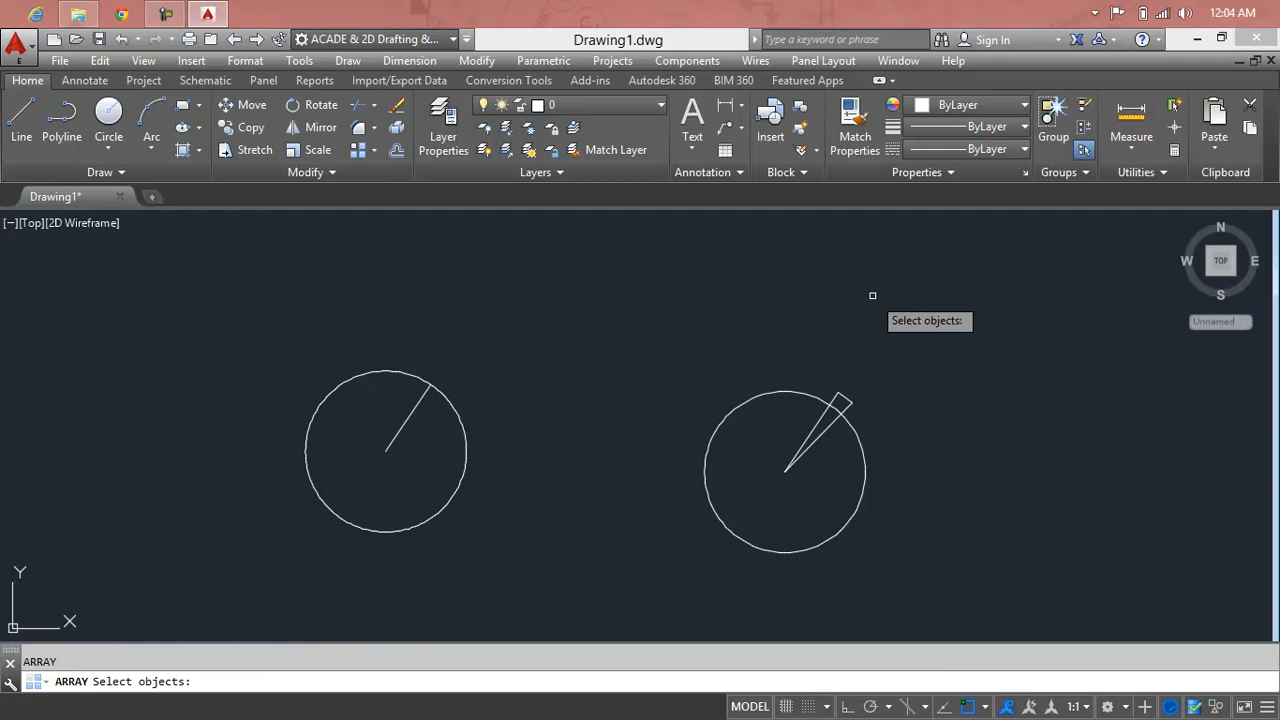 12:04 AM
ACADE & 2D Drafting &...
Drawing1.dwg
Type a keyword or phrase
Sign In
E
File Edit View Insert Format Tools Draw Dimension Modify Parametric Projects Components Wires Panel Layout Window Help
Home Annotate Project Schematic Panel Reports Import/Export Data Conversion Tools Add-ins Autodesk 360 BIM 360 Featured Apps
Line Polyline Circle Arc
Move Rotate
Copy Mirror
Stretch Scale
Layer Properties
0
Match Layer
Text
Insert
Match Properties
ByLayer
ByLayer
ByLayer
Group
Measure
Paste
Draw Modify Layers Annotation Block Properties Groups Utilities Clipboard
Drawing1*
[−][Top][2D Wireframe]
N
W TOP E
S
Unnamed
Select objects:
Y
X
ARRAY
ARRAY Select objects:
MODEL 1:1